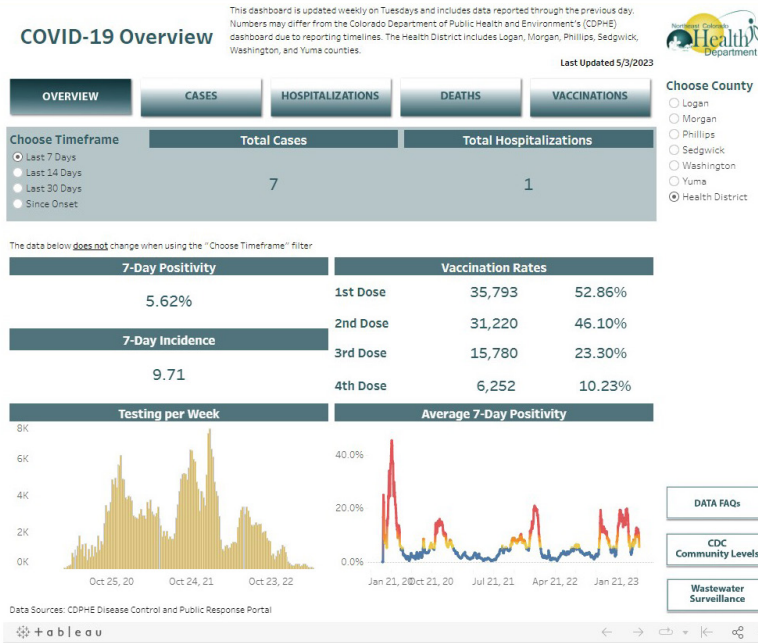 This dashboard is updated weekly on Tuesdays and includes data reported through the previous day.
Numbers may differ from the Colorado Department of Public Health and Environment's (CDPHE)
dashboard due to reporting timelines. The Health District includes Logan, Morgan, Phillips, Sedgwick,
Washington, and Yuma counties.
COVID-19 Overview
Last Updated 5/3/2023
Northeast Colorado
Health
Department
OVERVIEW
CASES
HOSPITALIZATIONS
DEATHS
VACCINATIONS
Choose County
Logan
Morgan
Phillips
Sedgwick
Washington
Yuma
Health District
Choose Timeframe
Last 7 Days
Last 14 Days
Last 30 Days
Since Onset
Total Cases
7
Total Hospitalizations
1
The data below does not change when using the "Choose Timeframe" filter
7-Day Positivity
5.62%
7-Day Incidence
9.71
Vaccination Rates
1st Dose 35,793 52.86%
2nd Dose 31,220 46.10%
3rd Dose 15,780 23.30%
4th Dose 6,252 10.23%
Testing per Week
8K
6K
4K
2K
0K
Oct 25, 20 Oct 24, 21 Oct 23, 22
Average 7-Day Positivity
40.0%
20.0%
0.0%
Jan 21, 20 Oct 21, 20 Jul 21, 21 Apr 21, 22 Jan 21, 23
DATA FAQs
CDC
Community Levels
Wastewater
Surveillance
Data Sources: CDPHE Disease Control and Public Response Portal
+ a b l e a u